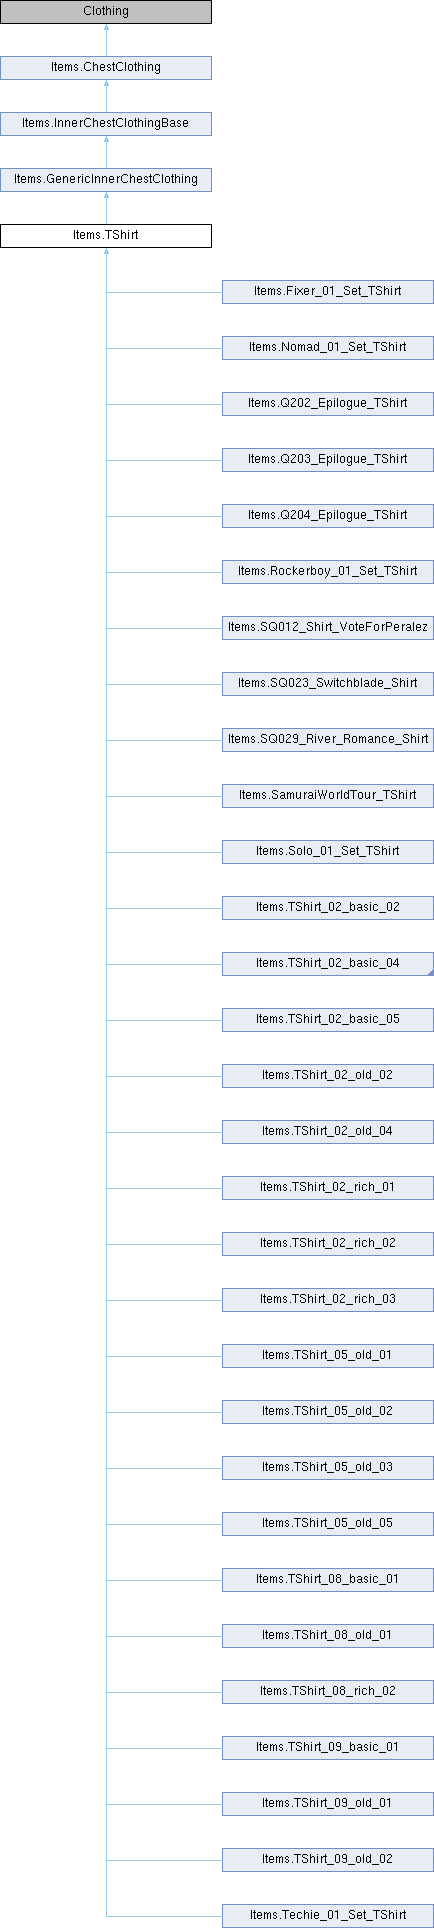 Clothing
Items.ChestClothing
Items.InnerChestClothingBase
Items.GenericInnerChestClothing
Items.TShirt
Items.Fixer_01_Set_TShirt
Items.Nomad_01_Set_TShirt
Items.Q202_Epilogue_TShirt
Items.Q203_Epilogue_TShirt
Items.Q204_Epilogue_TShirt
Items.Rockerboy_01_Set_TShirt
Items.SQ012_Shirt_VoteForPeralez
Items.SQ023_Switchblade_Shirt
Items.SQ029_River_Romance_Shirt
Items.SamuraiWorldTour_TShirt
Items.Solo_01_Set_TShirt
Items.TShirt_02_basic_02
Items.TShirt_02_basic_04
Items.TShirt_02_basic_05
Items.TShirt_02_old_02
Items.TShirt_02_old_04
Items.TShirt_02_rich_01
Items.TShirt_02_rich_02
Items.TShirt_02_rich_03
Items.TShirt_05_old_01
Items.TShirt_05_old_02
Items.TShirt_05_old_03
Items.TShirt_05_old_05
Items.TShirt_08_basic_01
Items.TShirt_08_old_01
Items.TShirt_08_rich_02
Items.TShirt_09_basic_01
Items.TShirt_09_old_01
Items.TShirt_09_old_02
Items.Techie_01_Set_TShirt